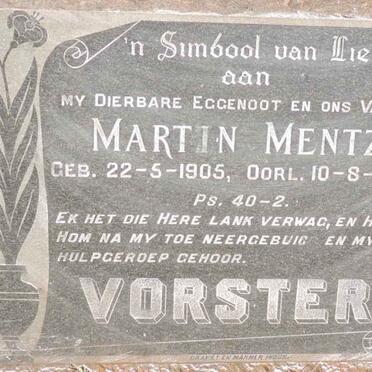 'n Simbool van Lie
aan
MY DIERBARE EGGENOOT EN ONS VA
MARTIN MENTZ
GEB. 22-5-1905, OORL. 10-8-
PS. 40-2.
EK HET DIE HERE LANK VERWAG, EN H
HOM NA MY TOE NEERGEBUIG EN MY
HULPGEROEP GEHOOR.
VORSTER